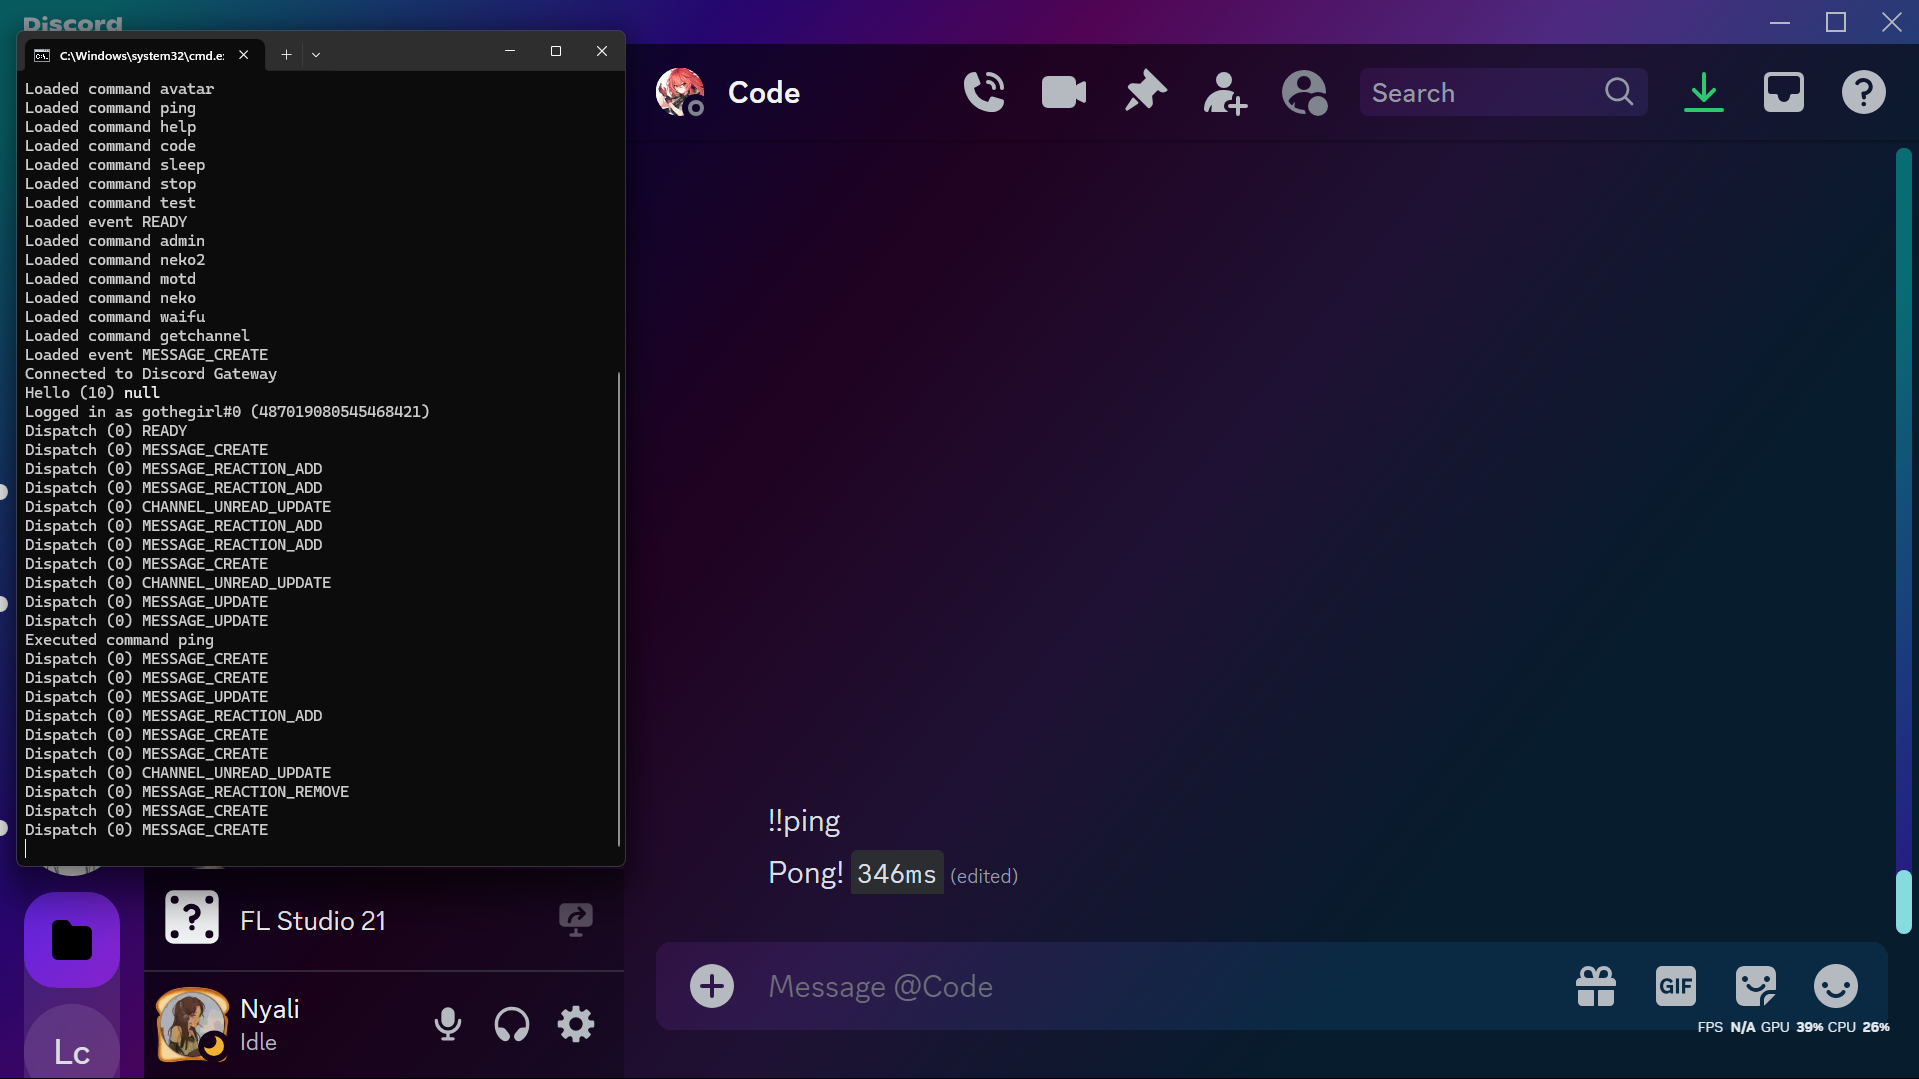 Discord
C:\Windows\system32\cmd.e:
Loaded command avatar
Loaded command ping
Loaded command help
Loaded command code
Loaded command sleep
Loaded command stop
Loaded command test
Loaded event READY
Loaded command admin
Loaded command neko2
Loaded command motd
Loaded command neko
Loaded command waifu
Loaded command getchannel
Loaded event MESSAGE_CREATE
Connected to Discord Gateway
Hello (10) null
Logged in as gothegirl#0 (487019080545468421)
Dispatch (0) READY
Dispatch (0) MESSAGE_CREATE
Dispatch (0) MESSAGE_REACTION_ADD
Dispatch (0) MESSAGE_REACTION_ADD
Dispatch (0) CHANNEL_UNREAD_UPDATE
Dispatch (0) MESSAGE_REACTION_ADD
Dispatch (0) MESSAGE_REACTION_ADD
Dispatch (0) MESSAGE_CREATE
Dispatch (0) CHANNEL_UNREAD_UPDATE
Dispatch (0) MESSAGE_UPDATE
Dispatch (0) MESSAGE_UPDATE
Executed command ping
Dispatch (0) MESSAGE_CREATE
Dispatch (0) MESSAGE_CREATE
Dispatch (0) MESSAGE_UPDATE
Dispatch (0) MESSAGE_REACTION_ADD
Dispatch (0) MESSAGE_CREATE
Dispatch (0) MESSAGE_CREATE
Dispatch (0) CHANNEL_UNREAD_UPDATE
Dispatch (0) MESSAGE_REACTION_REMOVE
Dispatch (0) MESSAGE_CREATE
Dispatch (0) MESSAGE_CREATE
FL Studio 21
Lc
Nyali
Idle
Code
Search
!!ping
Pong! 346ms (edited)
Message @Code
GIF
FPS N/A GPU 39% CPU 26%